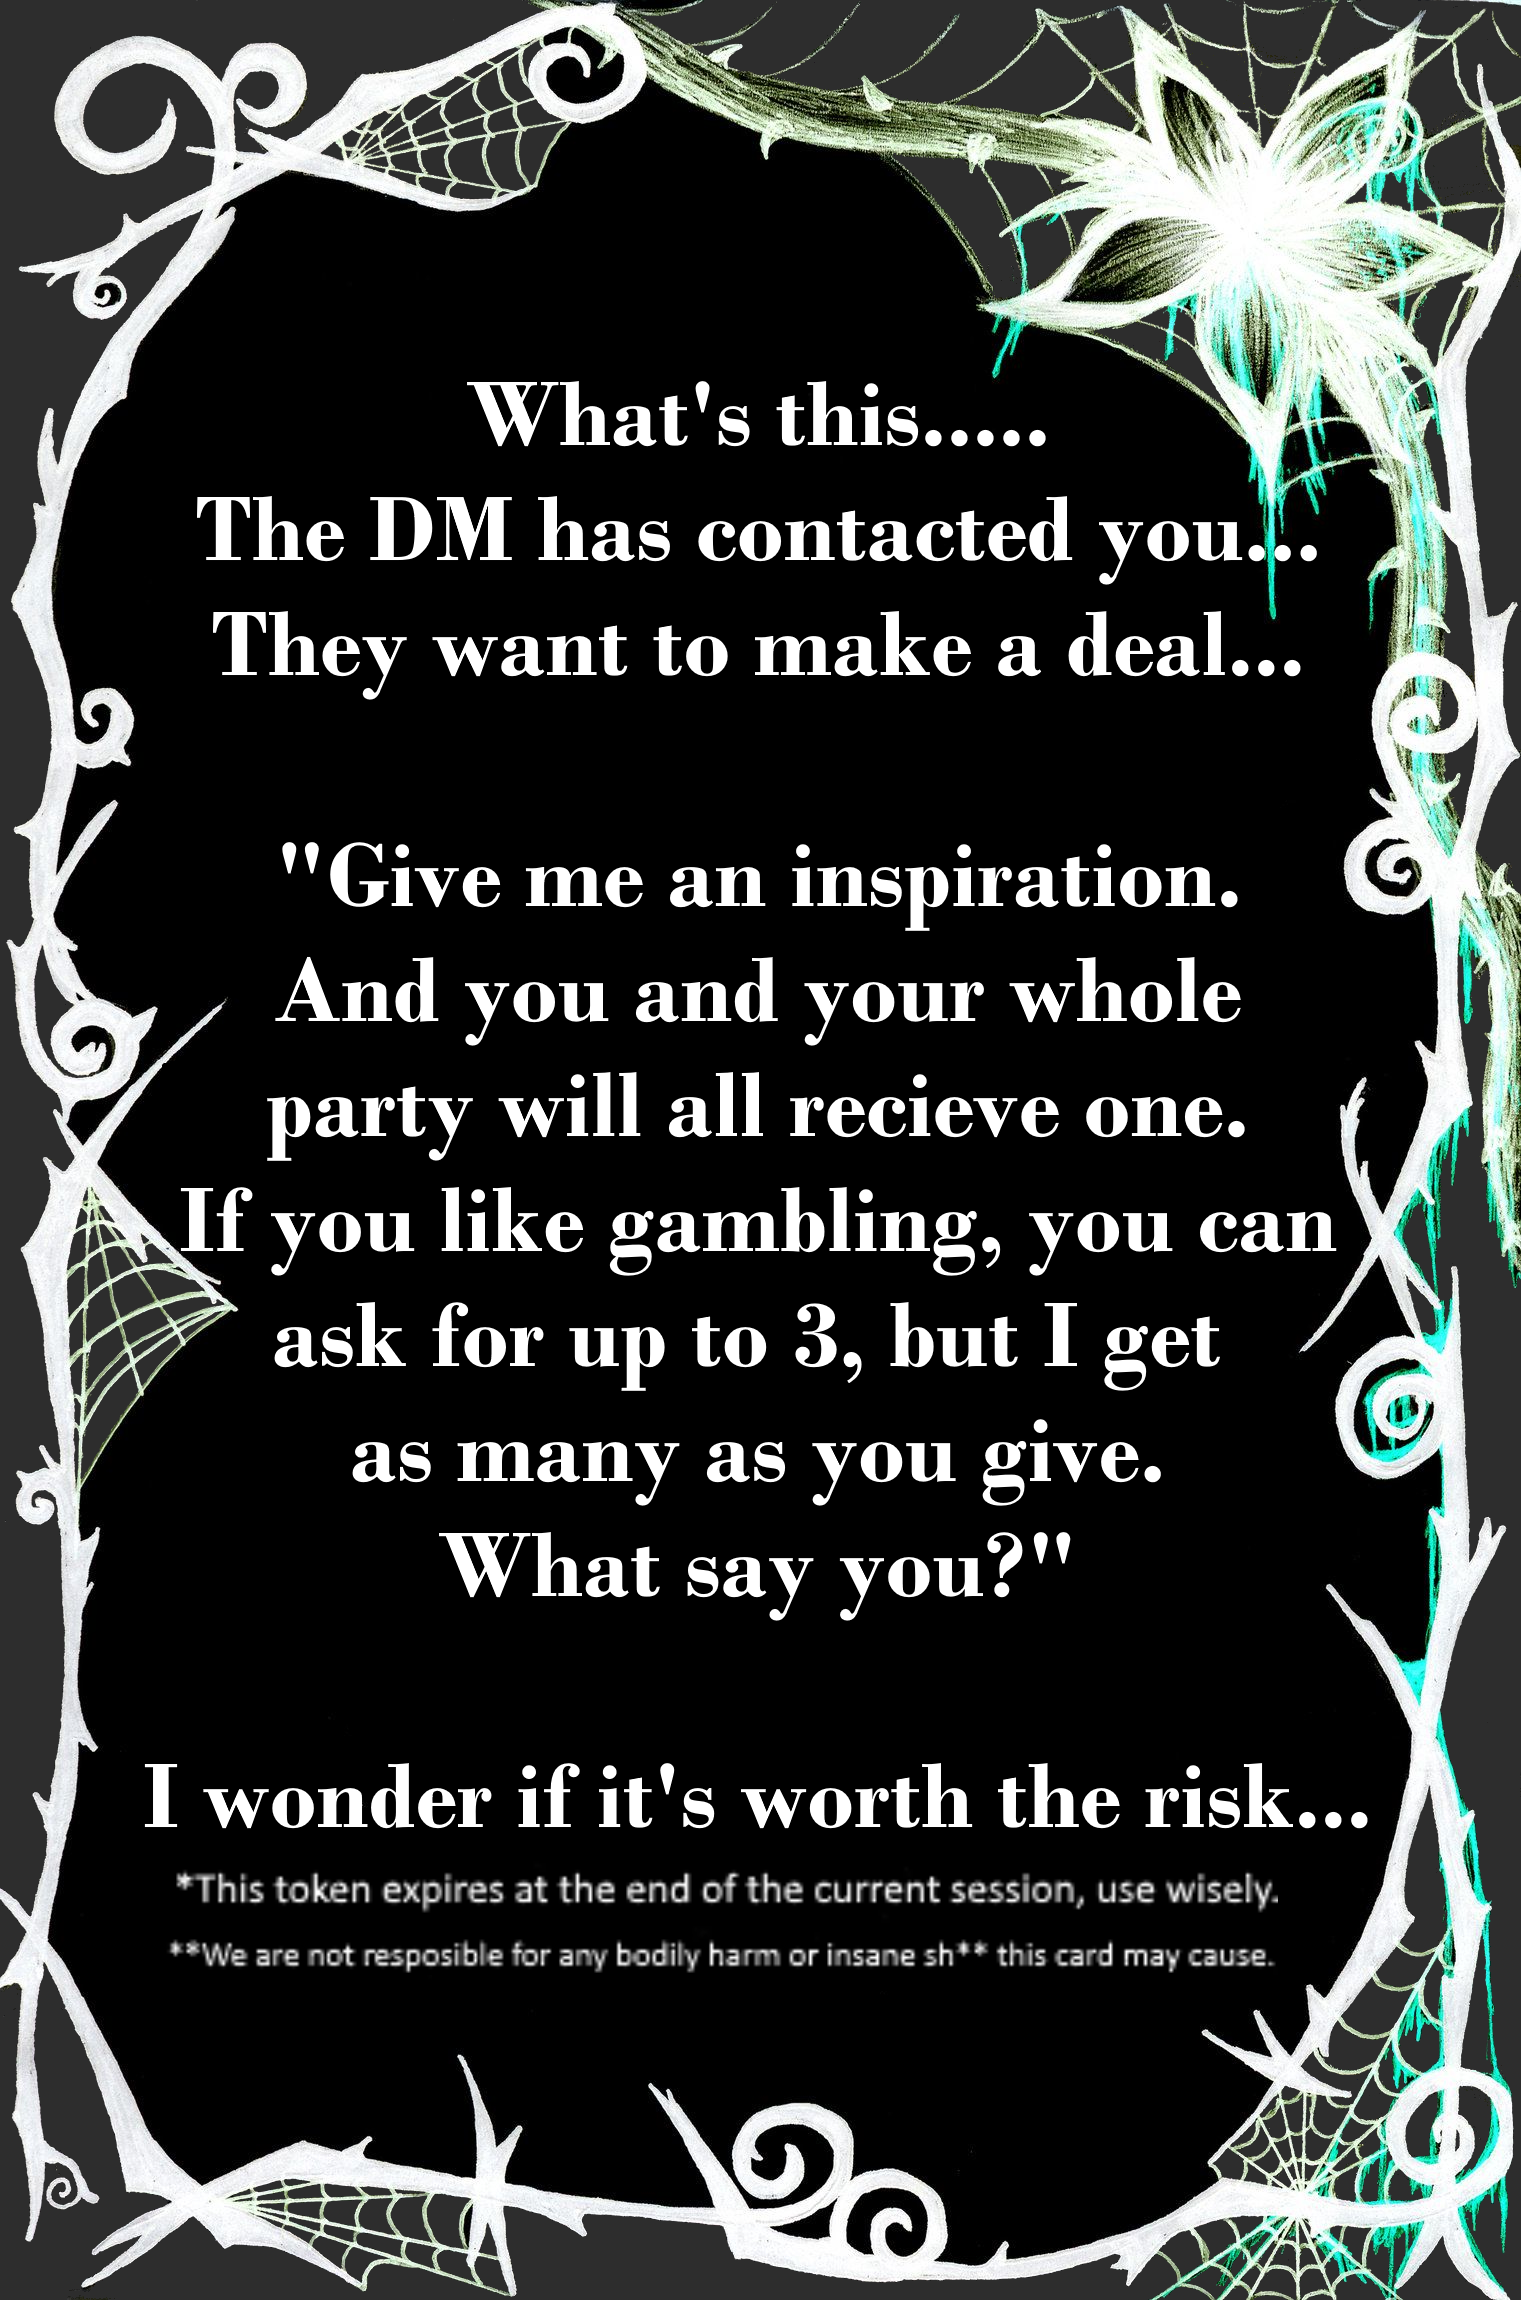 What's this.....
The DM has contacted you...
They want to make a deal...
"Give me an inspiration.
And you and your whole
party will all recieve one.
If you like gambling, you can
ask for up to 3, but I get
as many as you give.
What say you?"
I wonder if it's worth the risk...
*This token expires at the end of the current session, use wisely.
**We are not resposible for any bodily harm or insane sh** this card may cause.